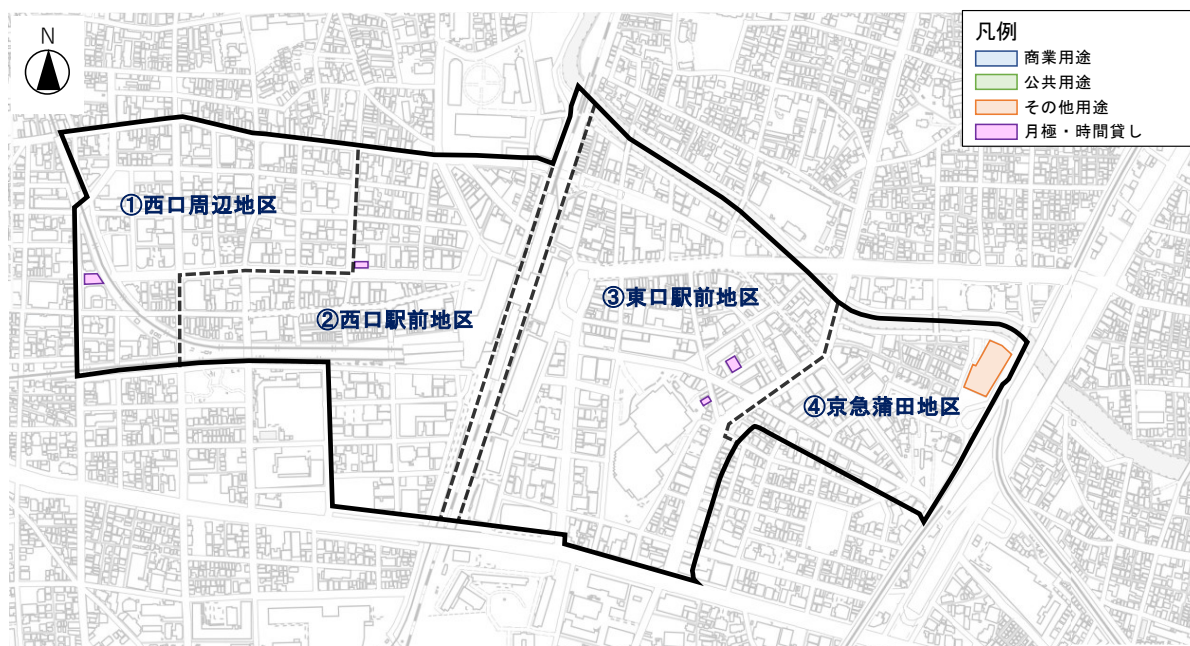 N
凡例
商業用途
公共用途
その他用途
月極・時間貸し
①西口周辺地区
②西口駅前地区
③東口駅前地区
④京急蒲田地区